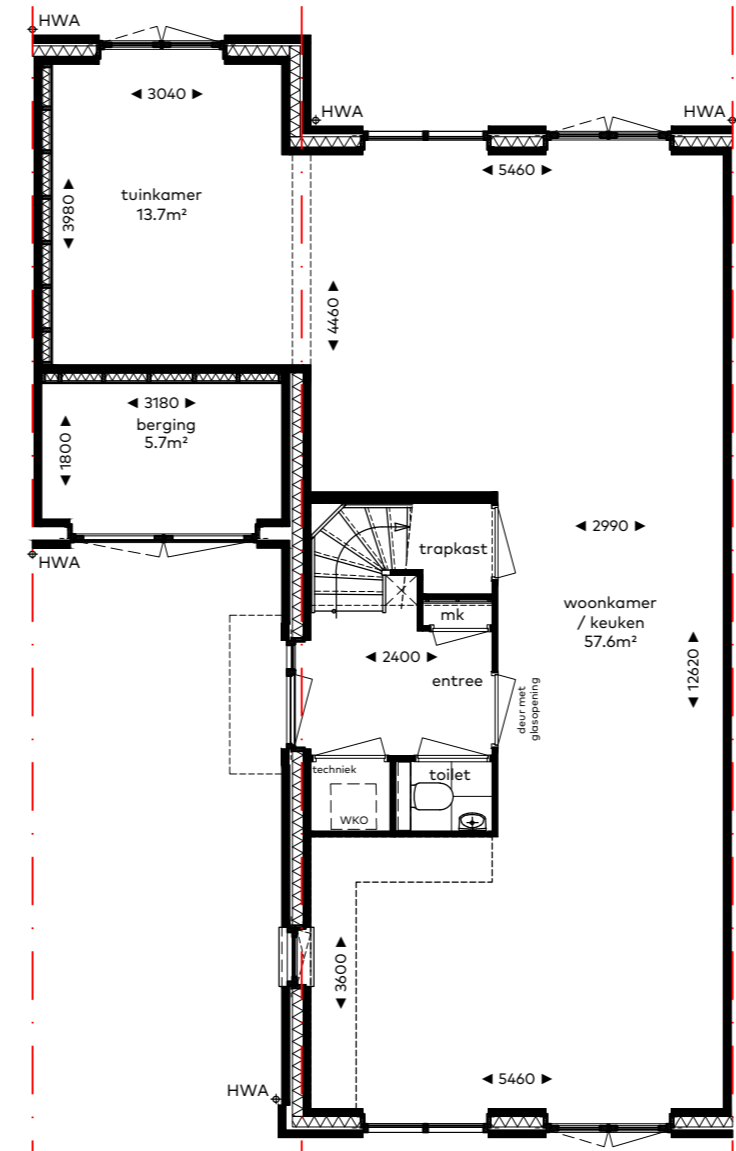 HWA
◄ 3040 ►
HWA
HWA
◄ 5460 ►
tuinkamer
13.7m²
◄ 3980 ►
◄ 4460 ►
◄ 3180 ►
berging
5.7m²
◄ 1800 ►
HWA
◄ 2990 ►
trapkast
woonkamer
/ keuken
57.6m²
mk
◄ 2400 ►
entree
◄ 12620 ►
deur met
glasopening
techniek
toilet
WKO
◄ 3600 ►
◄ 5460 ►
HWA